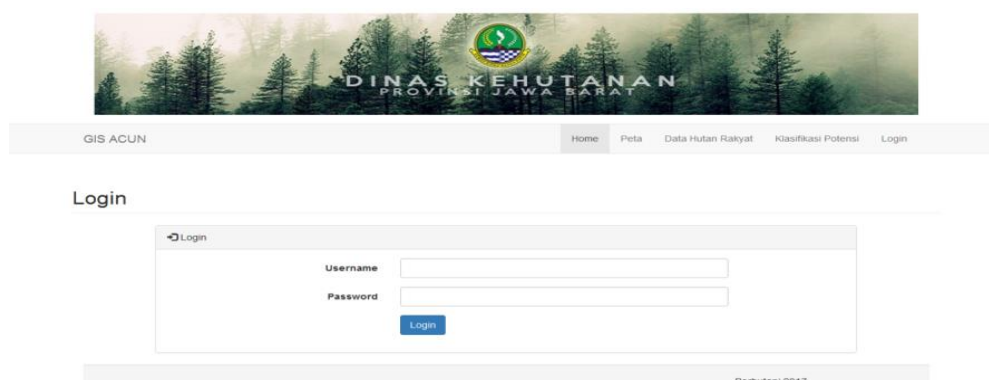 DINAS KEHUTANAN
PROVINSI JAWA BARAT
GIS ACUN
Home Peta Data Hutan Rakyat Klasifikasi Potensi Login
Login
Login
Username
Password
Login